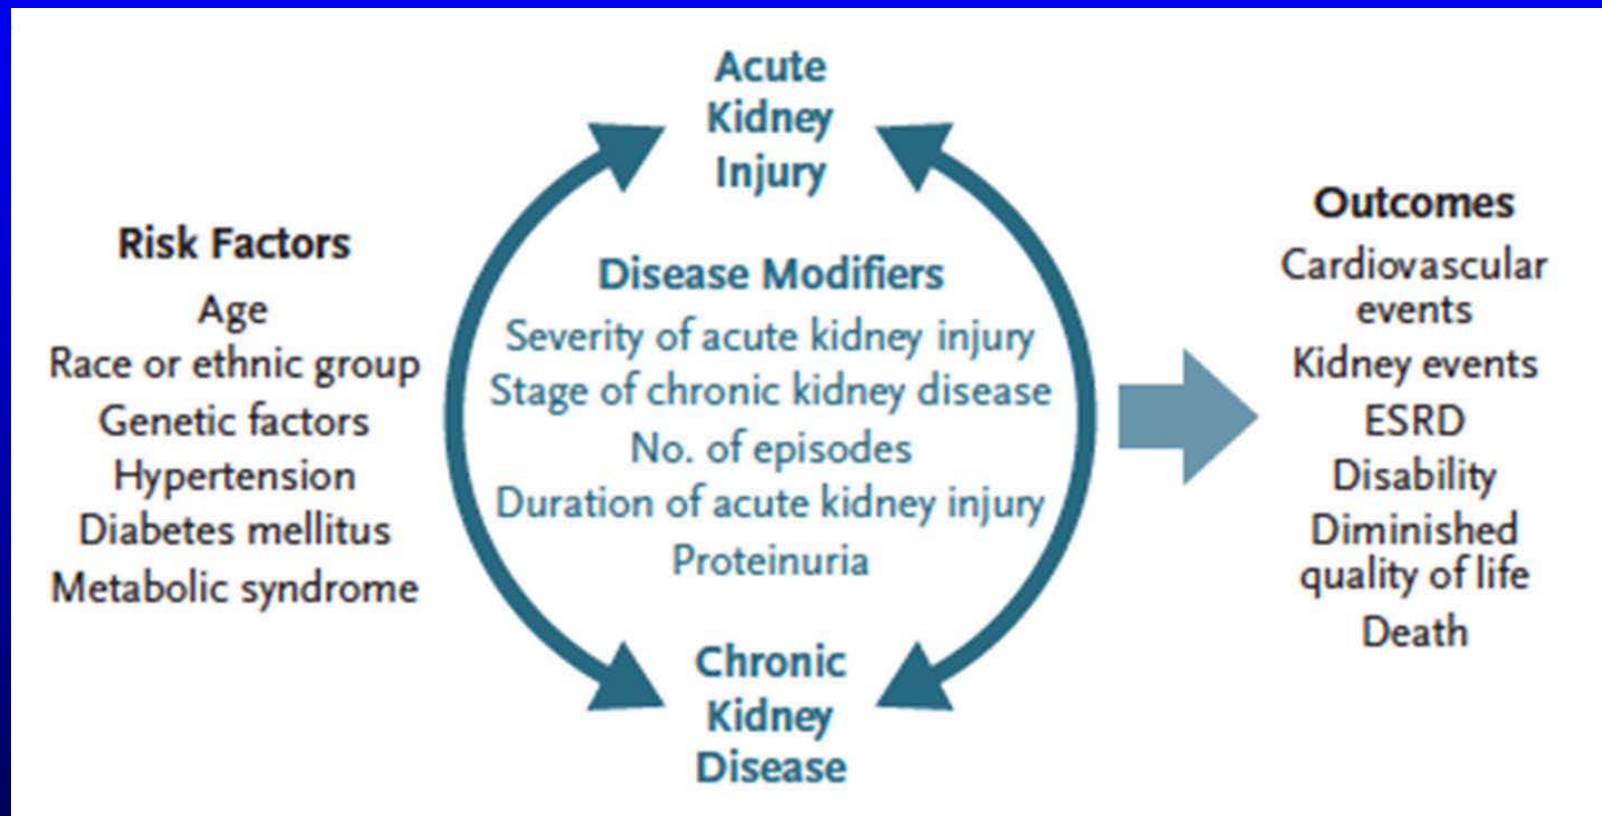 Risk Factors
Age
Race or ethnic group
Genetic factors
Hypertension
Diabetes mellitus
Metabolic syndrome
Acute
Kidney
Injury
Disease Modifiers
Severity of acute kidney injury
Stage of chronic kidney disease
No. of episodes
Duration of acute kidney injury
Proteinuria
Chronic
Kidney
Disease
Outcomes
Cardiovascular
events
Kidney events
ESRD
Disability
Diminished
quality of life
Death